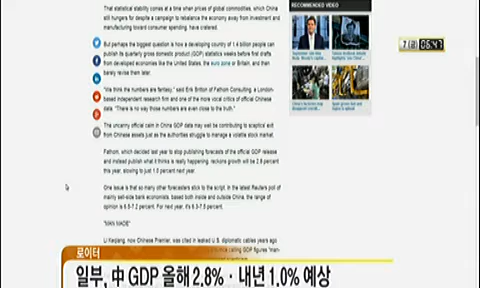 That statistical stability comes at a time when prices of global commodities, which China
still hungers for despite a campaign to rebalance the economy away from investment and
manufacturing toward consumer spending, have cratered.
RECOMMENDED VIDEO
But perhaps the biggest question is how a developing country of 1.4 billion people can
publish its quarterly gross domestic product (GDP) statistics weeks before first drafts
from developed economies like the United States, the euro zone or Britain, and then
barely revise them later.
"We think the numbers are fantasy," said Erik Britton of Fathom Consulting, a London-
based independent research firm and one of the more vocal critics of official Chinese
data. "There is no way those numbers are even close to the truth."
The uncanny official calm in China GDP data may well be contributing to sceptical exit
from Chinese assets just as the authorities struggle to manage a volatile stock market.
Fathom, which decided last year to stop publishing forecasts of the official GDP release
and instead publish what it thinks is really happening, reckons growth will be 2.8 percent
this year, slowing to just 1.0 percent next year.
One issue is that so many other forecasters stick to the script. In the latest Reuters poll of
mainly sell-side bank economists, based both inside and outside China, the range of
opinion is 6.5-7.2 percent. For next year, it's 6.3-7.5 percent.
"MAN MADE"
Li Keqiang, now Chinese Premier, was cited in leaked U.S. diplomatic cables years ago
calling GDP figures "man-
06:47
로이터
일부, 中 GDP 올해 2.8%·내년 1.0% 예상